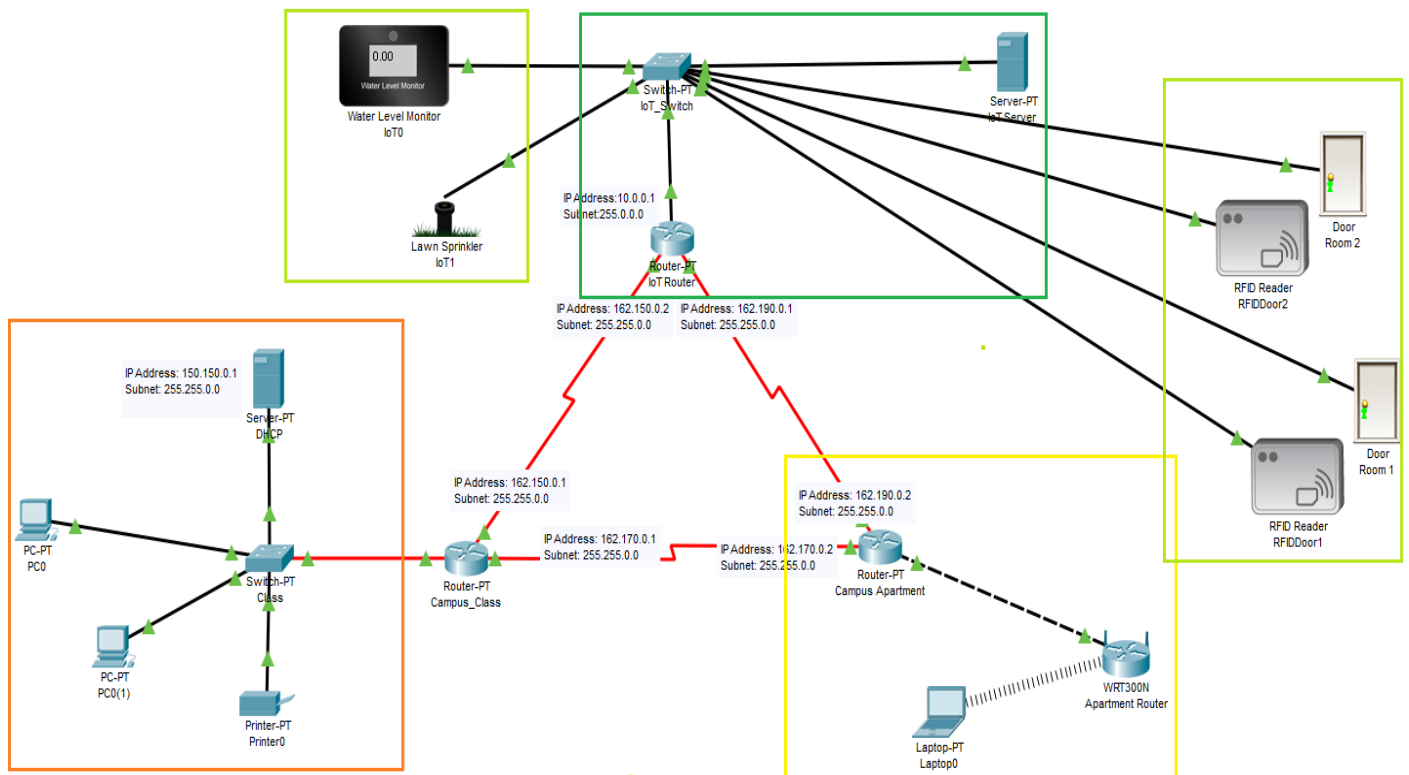 0.00
Water Level Monitor
Water Level Monitor
IoT0
Lawn Sprinkler
IoT1
Switch-PT
IoT_Switch
Server-PT
IoT Server
IP Address:10.0.0.1
Subnet:255.0.0.0
Router-PT
IoT Router
IP Address: 162.150.0.2
Subnet: 255.255.0.0
IP Address: 162.190.0.1
Subnet: 255.255.0.0
Door
Room 2
RFID Reader
RFIDDoor2
Door
Room 1
RFID Reader
RFIDDoor1
IP Address: 150.150.0.1
Subnet: 255.255.0.0
Server-PT
DHCP
PC-PT
PC0
Switch-PT
Class
PC-PT
PC0(1)
Printer-PT
Printer0
IP Address: 162.150.0.1
Subnet: 255.255.0.0
Router-PT
Campus_Class
IP Address: 162.170.0.1
Subnet: 255.255.0.0
IP Address: 162.170.0.2
Subnet: 255.255.0.0
IP Address: 162.190.0.2
Subnet: 255.255.0.0
Router-PT
Campus Apartment
WRT300N
Apartment Router
Laptop-PT
Laptop0